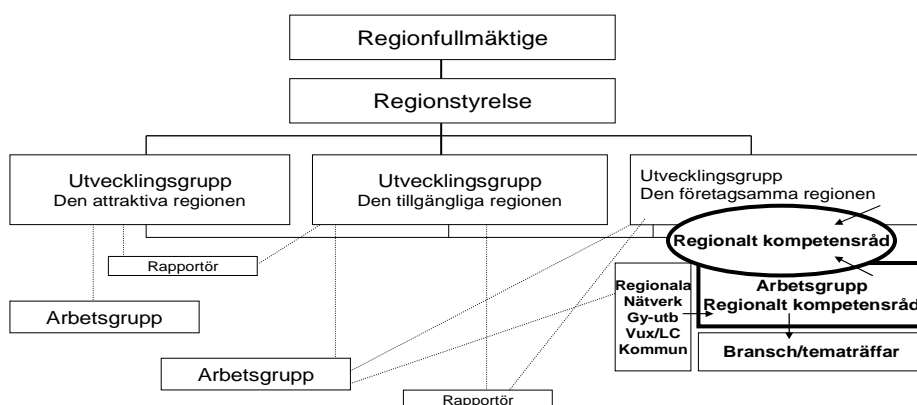 Regionfullmäktige
Regionstyrelse
Utvecklingsgrupp
Den attraktiva regionen
Utvecklingsgrupp
Den tillgängliga regionen
Utvecklingsgrupp
Den företagsamma regionen
Regionalt kompetensråd
Rapportör
Arbetsgrupp
Regionala
Nätverk
Gy-utb
Vux/LC
Kommun
Arbetsgrupp
Regionalt kompetensråd
Bransch/tematräffar
Arbetsgrupp
Rapportör